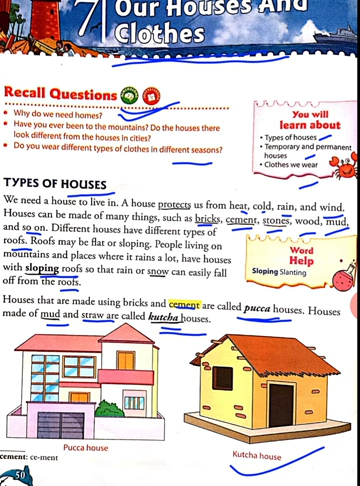 7
Our Houses And
Clothes
Recall Questions
• Why do we need homes?
• Have you ever been to the mountains? Do the houses there
look different from the houses in cities?
• Do you wear different types of clothes in different seasons?
You will
learn about
• Types of houses
• Temporary and permanent
houses
• Clothes we wear
TYPES OF HOUSES
We need a house to live in. A house protects us from heat, cold, rain, and wind.
Houses can be made of many things, such as bricks, cement, stones, wood, mud,
and so on. Different houses have different types of
roofs. Roofs may be flat or sloping. People living on
mountains and places where it rains a lot, have houses
with sloping roofs so that rain or snow can easily fall
off from the roofs.
Word
Help
Sloping Slanting
Houses that are made using bricks and cement are called pucca houses. Houses
made of mud and straw are called kutcha houses.
Pucca house
Kutcha house
cement: ce-ment
50